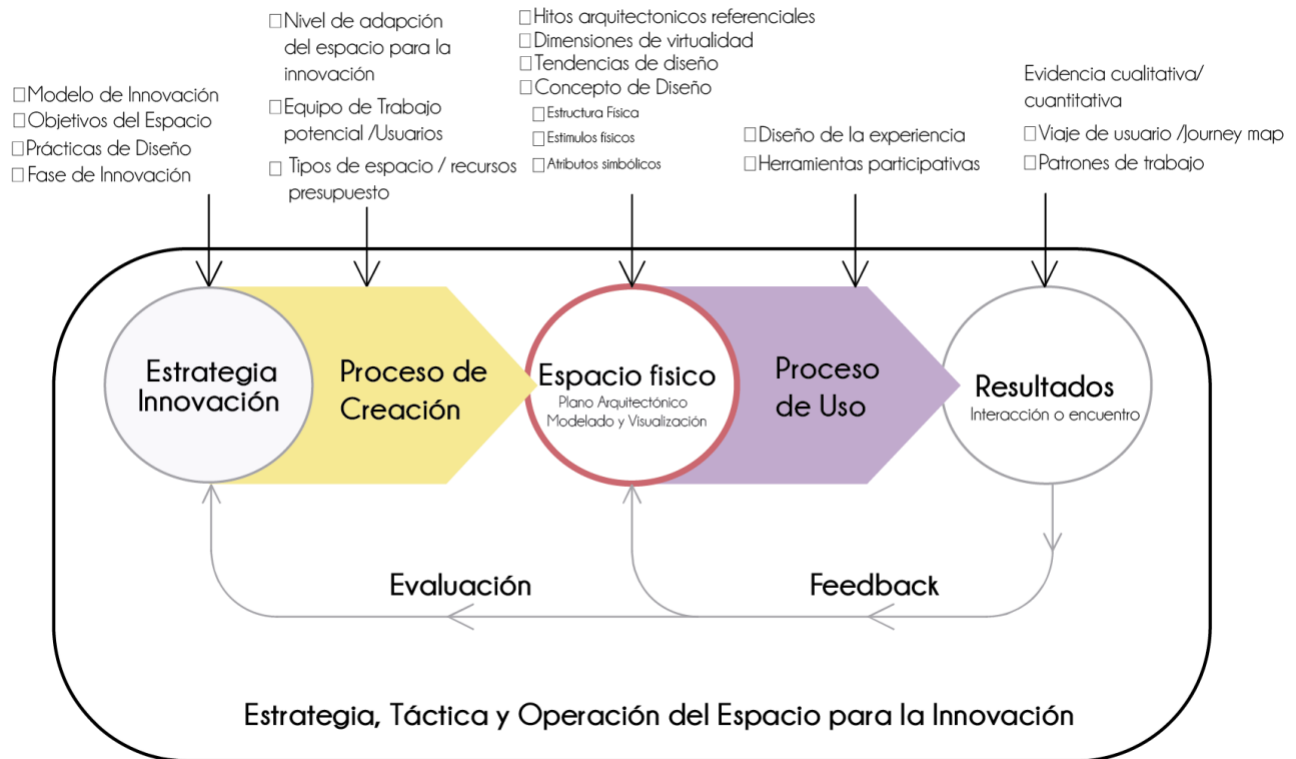 □Modelo de Innovación
□Objetivos del Espacio
□Prácticas de Diseño
□Fase de Innovación
□Nivel de adapción
del espacio para la
innovación
□Equipo de Trabajo
potencial /Usuarios
□ Tipos de espacio / recursos
presupuesto
□Hitos arquitectonicos referenciales
□Dimensiones de virtualidad
□Tendencias de diseño
□Concepto de Diseño
□Estructura Física
□Estimulos fisicos
□Atributos simbólicos
□Diseño de la experiencia
□Herramientas participativas
Evidencia cualitativa/
cuantitativa
□Viaje de usuario /Journey map
□Patrones de trabajo
Estrategia
Innovación
Proceso de
Creación
Espacio fisico
Plano Arquitectónico
Modelado y Visualización
Proceso
de Uso
Resultados
Interacción o encuentro
Evaluación
Feedback
Estrategia, Táctica y Operación del Espacio para la Innovación